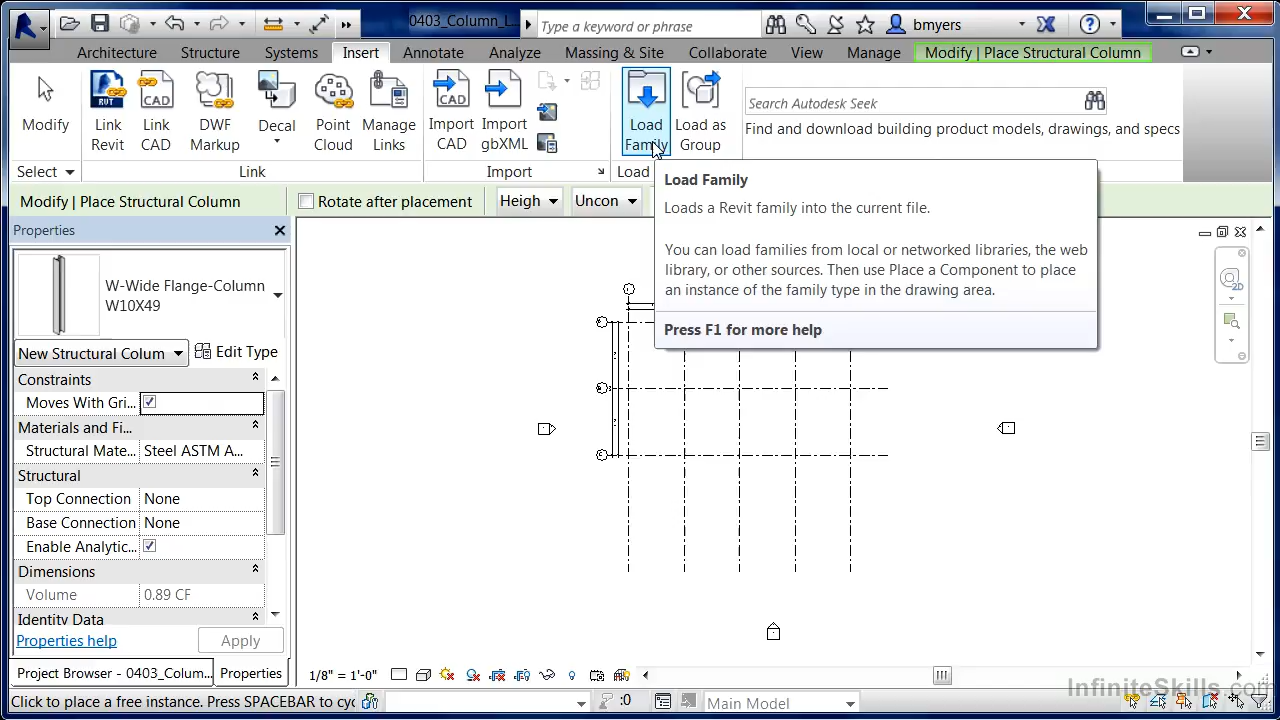 0403_Column_L...
Type a keyword or phrase
bmyers
Architecture Structure Systems Insert Annotate Analyze Massing & Site Collaborate View Manage Modify | Place Structural Column
Modify
Link Revit
Link CAD
DWF Markup
Decal
Point Cloud
Manage Links
Import CAD
Import gbXML
Load Family
Load as Group
Search Autodesk Seek
Find and download building product models, drawings, and specs
Select Link Import Load
Modify | Place Structural Column Rotate after placement Heigh Uncon
Load Family
Loads a Revit family into the current file.
You can load families from local or networked libraries, the web
library, or other sources. Then use Place a Component to place
an instance of the family type in the drawing area.
Press F1 for more help
Properties
W-Wide Flange-Column
W10X49
New Structural Colum Edit Type
Constraints
Moves With Gri...
Materials and Fi...
Structural Mate... Steel ASTM A...
Structural
Top Connection None
Base Connection None
Enable Analytic...
Dimensions
Volume 0.89 CF
Identity Data
Properties help Apply
Project Browser - 0403_Colum... Properties
1/8" = 1'-0"
Click to place a free instance. Press SPACEBAR to cyc :0 Main Model
InfiniteSkills.com
2D
RVT
CAD